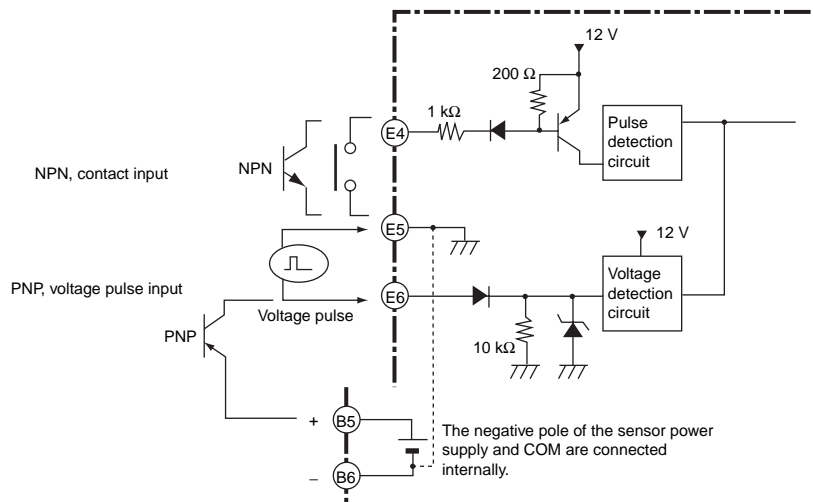 12 V
200 Ω
1 kΩ
E4
Pulse
detection
circuit
NPN, contact input
NPN
E5
12 V
PNP, voltage pulse input
Voltage pulse
E6
Voltage
detection
circuit
PNP
10 kΩ
+
B5
The negative pole of the sensor power
supply and COM are connected
internally.
–
B6